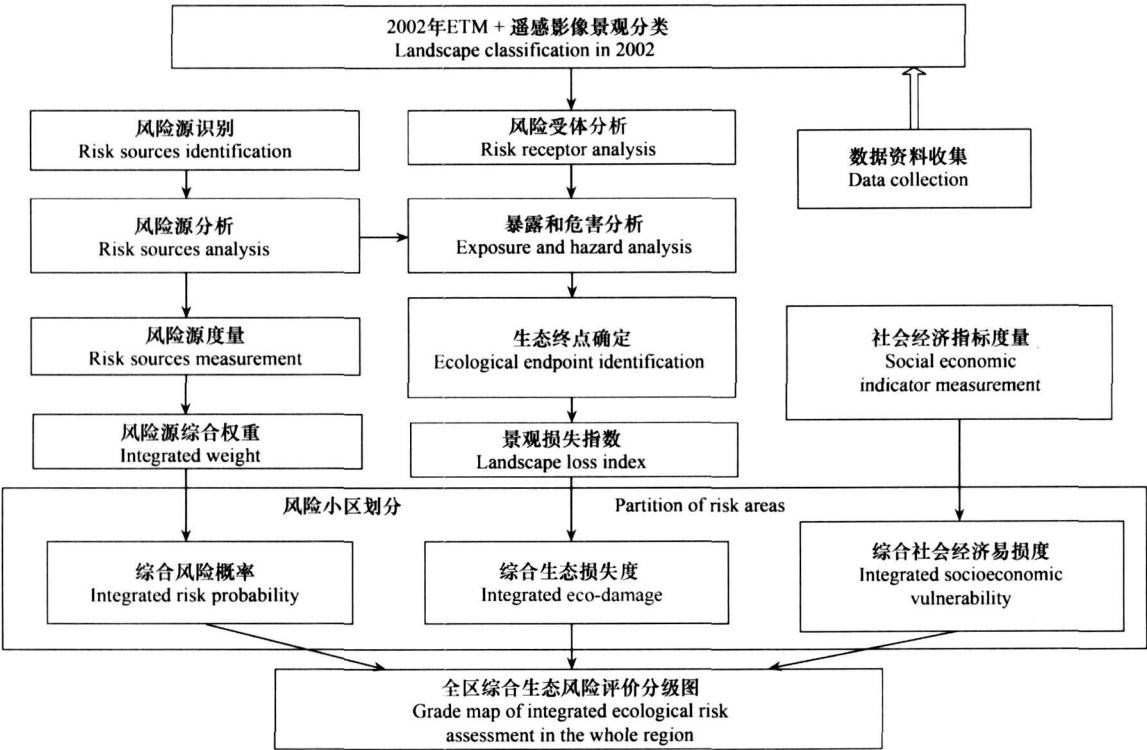 2002年ETM + 遥感影像景观分类
Landscape classification in 2002
风险源识别
Risk sources identification
风险受体分析
Risk receptor analysis
数据资料收集
Data collection
风险源分析
Risk sources analysis
暴露和危害分析
Exposure and hazard analysis
风险源度量
Risk sources measurement
生态终点确定
Ecological endpoint identification
社会经济指标度量
Social economic
indicator measurement
风险源综合权重
Integrated weight
景观损失指数
Landscape loss index
风险小区划分 Partition of risk areas
综合风险概率
Integrated risk probability
综合生态损失度
Integrated eco-damage
综合社会经济易损度
Integrated socioeconomic
vulnerability
全区综合生态风险评价分级图
Grade map of integrated ecological risk
assessment in the whole region